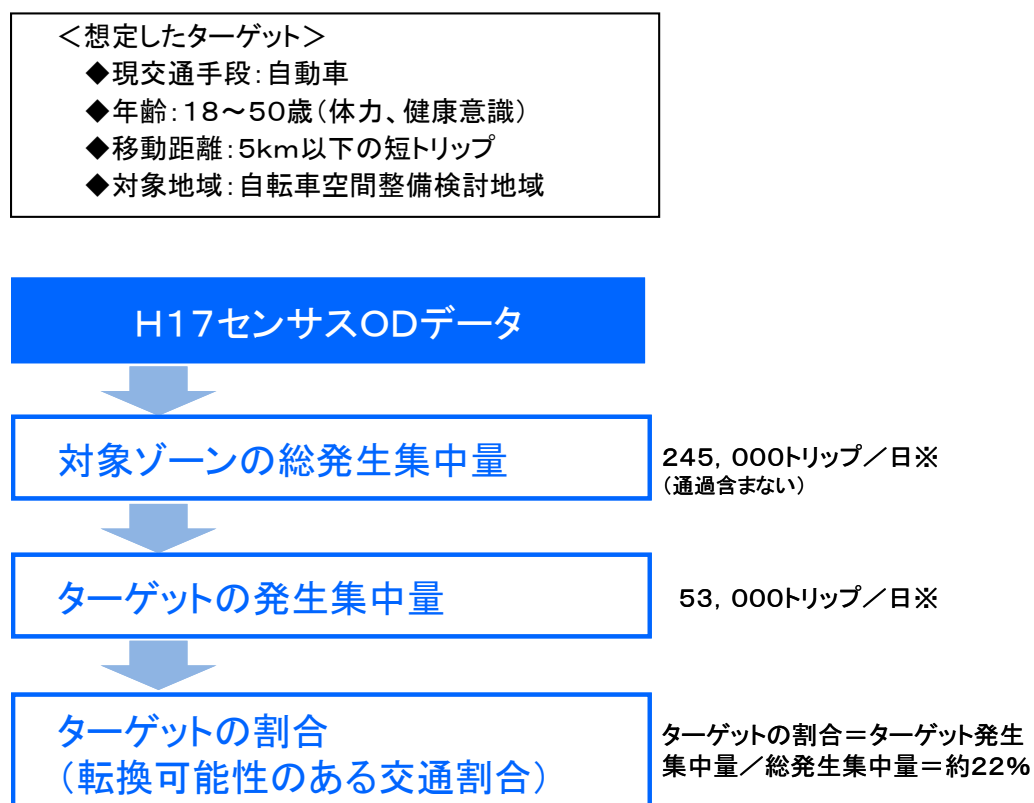 ＜想定したターゲット＞
◆現交通手段：自動車
◆年齢：１８～５０歳（体力、健康意識）
◆移動距離：５ｋｍ以下の短トリップ
◆対象地域：自転車空間整備検討地域
Ｈ１７センサスＯＤデータ
対象ゾーンの総発生集中量
２４５，０００トリップ／日※
（通過含まない）
ターゲットの発生集中量
５３，０００トリップ／日※
ターゲットの割合
（転換可能性のある交通割合）
ターゲットの割合＝ターゲット発生
集中量／総発生集中量＝約２２％